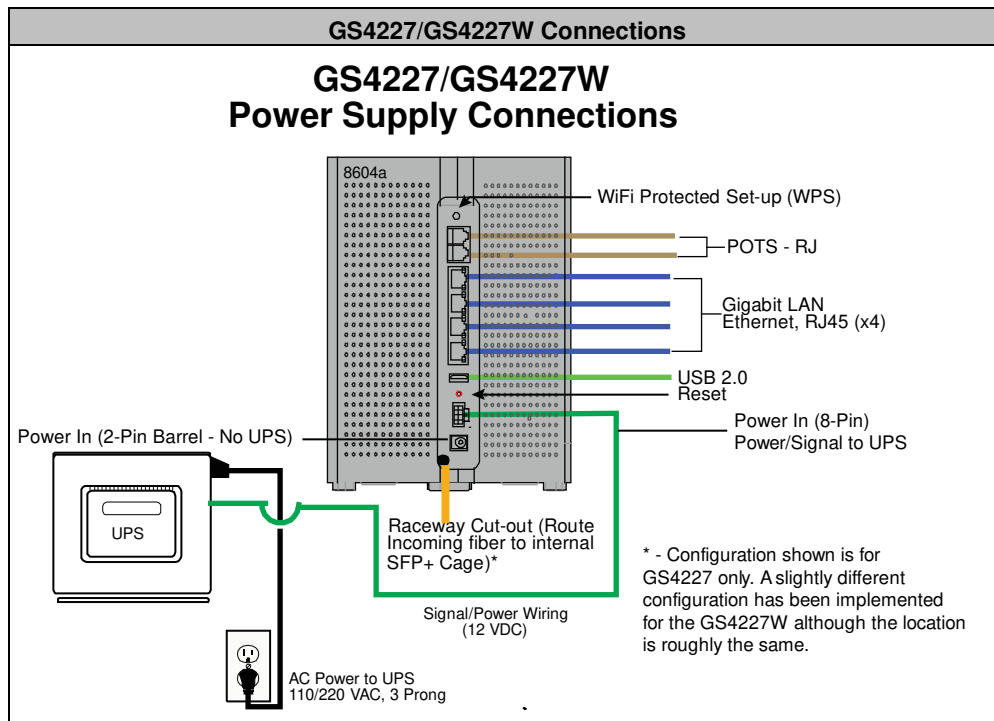 GS4227/GS4227W Connections
GS4227/GS4227W
Power Supply Connections
8604a
WiFi Protected Set-up (WPS)
POTS - RJ
Gigabit LAN
Ethernet, RJ45 (x4)
USB 2.0
Reset
Power In (8-Pin)
Power/Signal to UPS
Power In (2-Pin Barrel - No UPS)
UPS
Raceway Cut-out (Route
Incoming fiber to internal
SFP+ Cage)*
* - Configuration shown is for
GS4227 only. A slightly different
configuration has been implemented
for the GS4227W although the location
is roughly the same.
Signal/Power Wiring
(12 VDC)
AC Power to UPS
110/220 VAC, 3 Prong